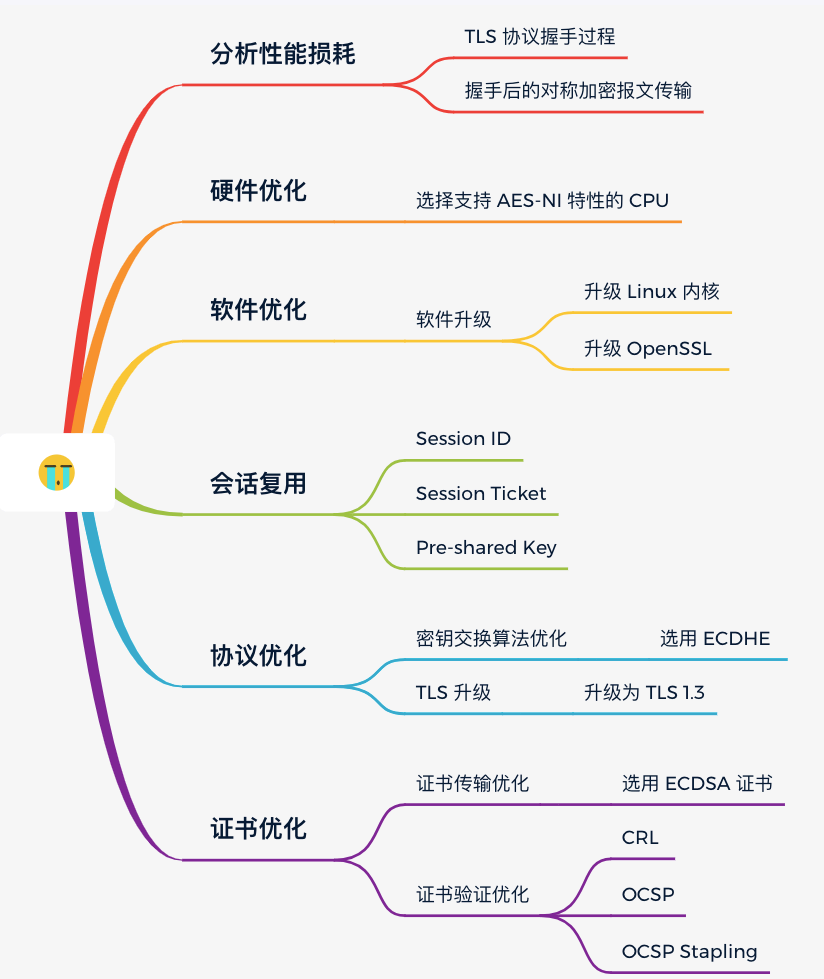 分析性能损耗
TLS 协议握手过程
握手后的对称加密报文传输
硬件优化
选择支持 AES-NI 特性的 CPU
软件优化
软件升级
升级 Linux 内核
升级 OpenSSL
会话复用
Session ID
Session Ticket
Pre-shared Key
协议优化
密钥交换算法优化
选用 ECDHE
TLS 升级
升级为 TLS 1.3
证书优化
证书传输优化
选用 ECDSA 证书
证书验证优化
CRL
OCSP
OCSP Stapling